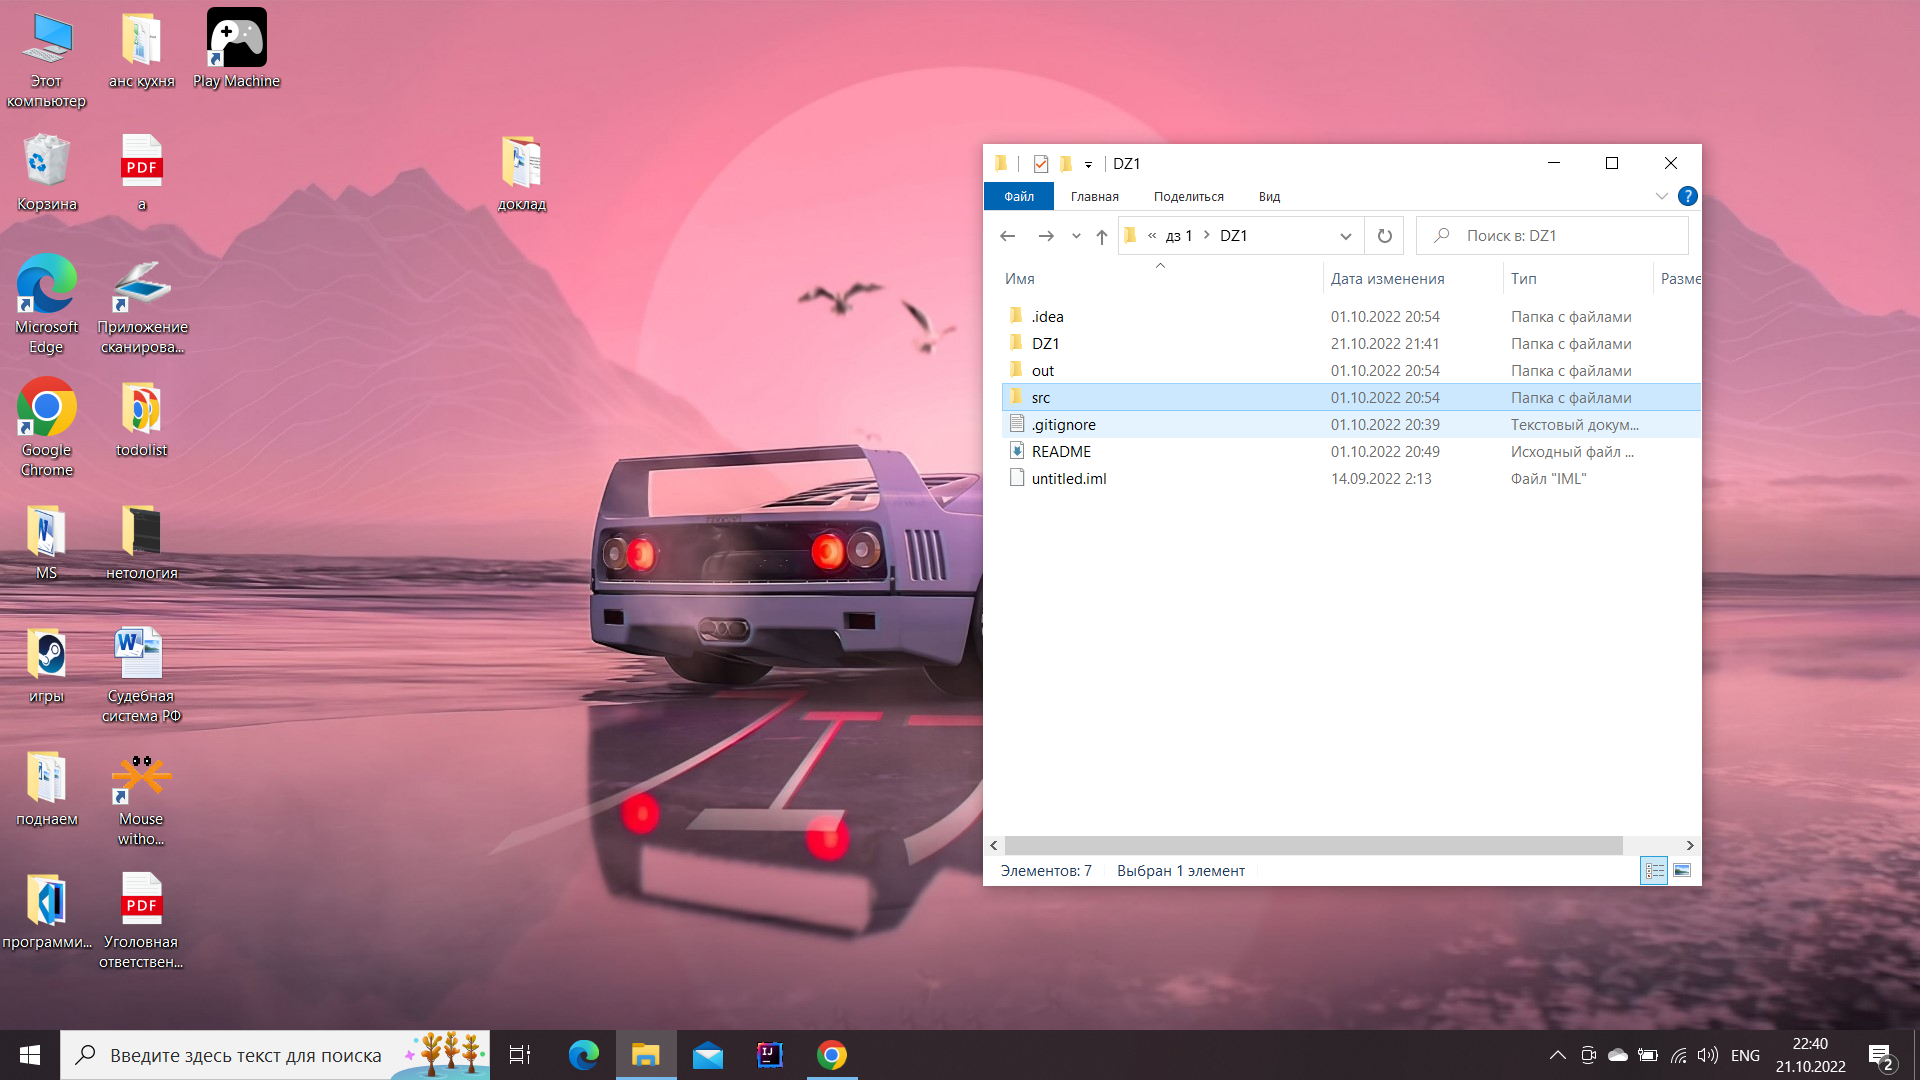 Этот
компьютер
анс кухня
Play Machine
Корзина
PDF
а
доклад
Microsoft
Edge
Приложение
сканирова...
Google
Chrome
todolist
MS
нетология
игры
Судебная
система РФ
поднаем
Mouse
witho...
программи...
PDF
Уголовная
ответствен...
DZ1
Файл
Главная
Поделиться
Вид
?
« дз 1 > DZ1
Поиск в: DZ1
Имя
Дата изменения
Тип
Разме
.idea 01.10.2022 20:54 Папка с файлами
DZ1 21.10.2022 21:41 Папка с файлами
out 01.10.2022 20:54 Папка с файлами
src 01.10.2022 20:54 Папка с файлами
.gitignore 01.10.2022 20:39 Текстовый докум...
README 01.10.2022 20:49 Исходный файл ...
untitled.iml 14.09.2022 2:13 Файл "IML"
Элементов: 7 Выбран 1 элемент
Введите здесь текст для поиска
IJ
ENG
22:40
21.10.2022
2